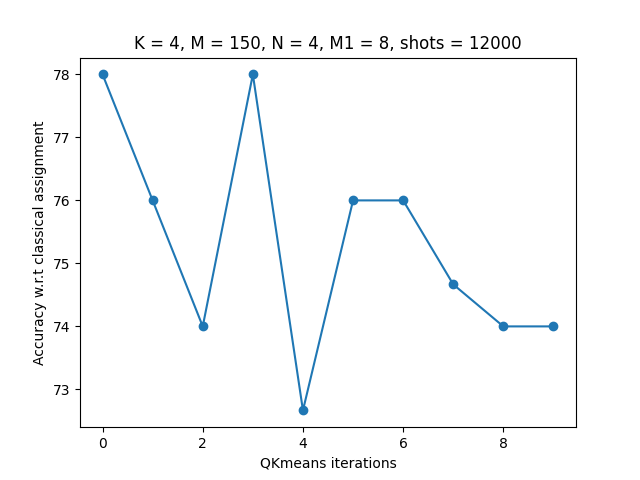 K = 4, M = 150, N = 4, M1 = 8, shots = 12000
78
77
76
75
74
73
Accuracy w.r.t classical assignment
0 2 4 6 8
QKmeans iterations